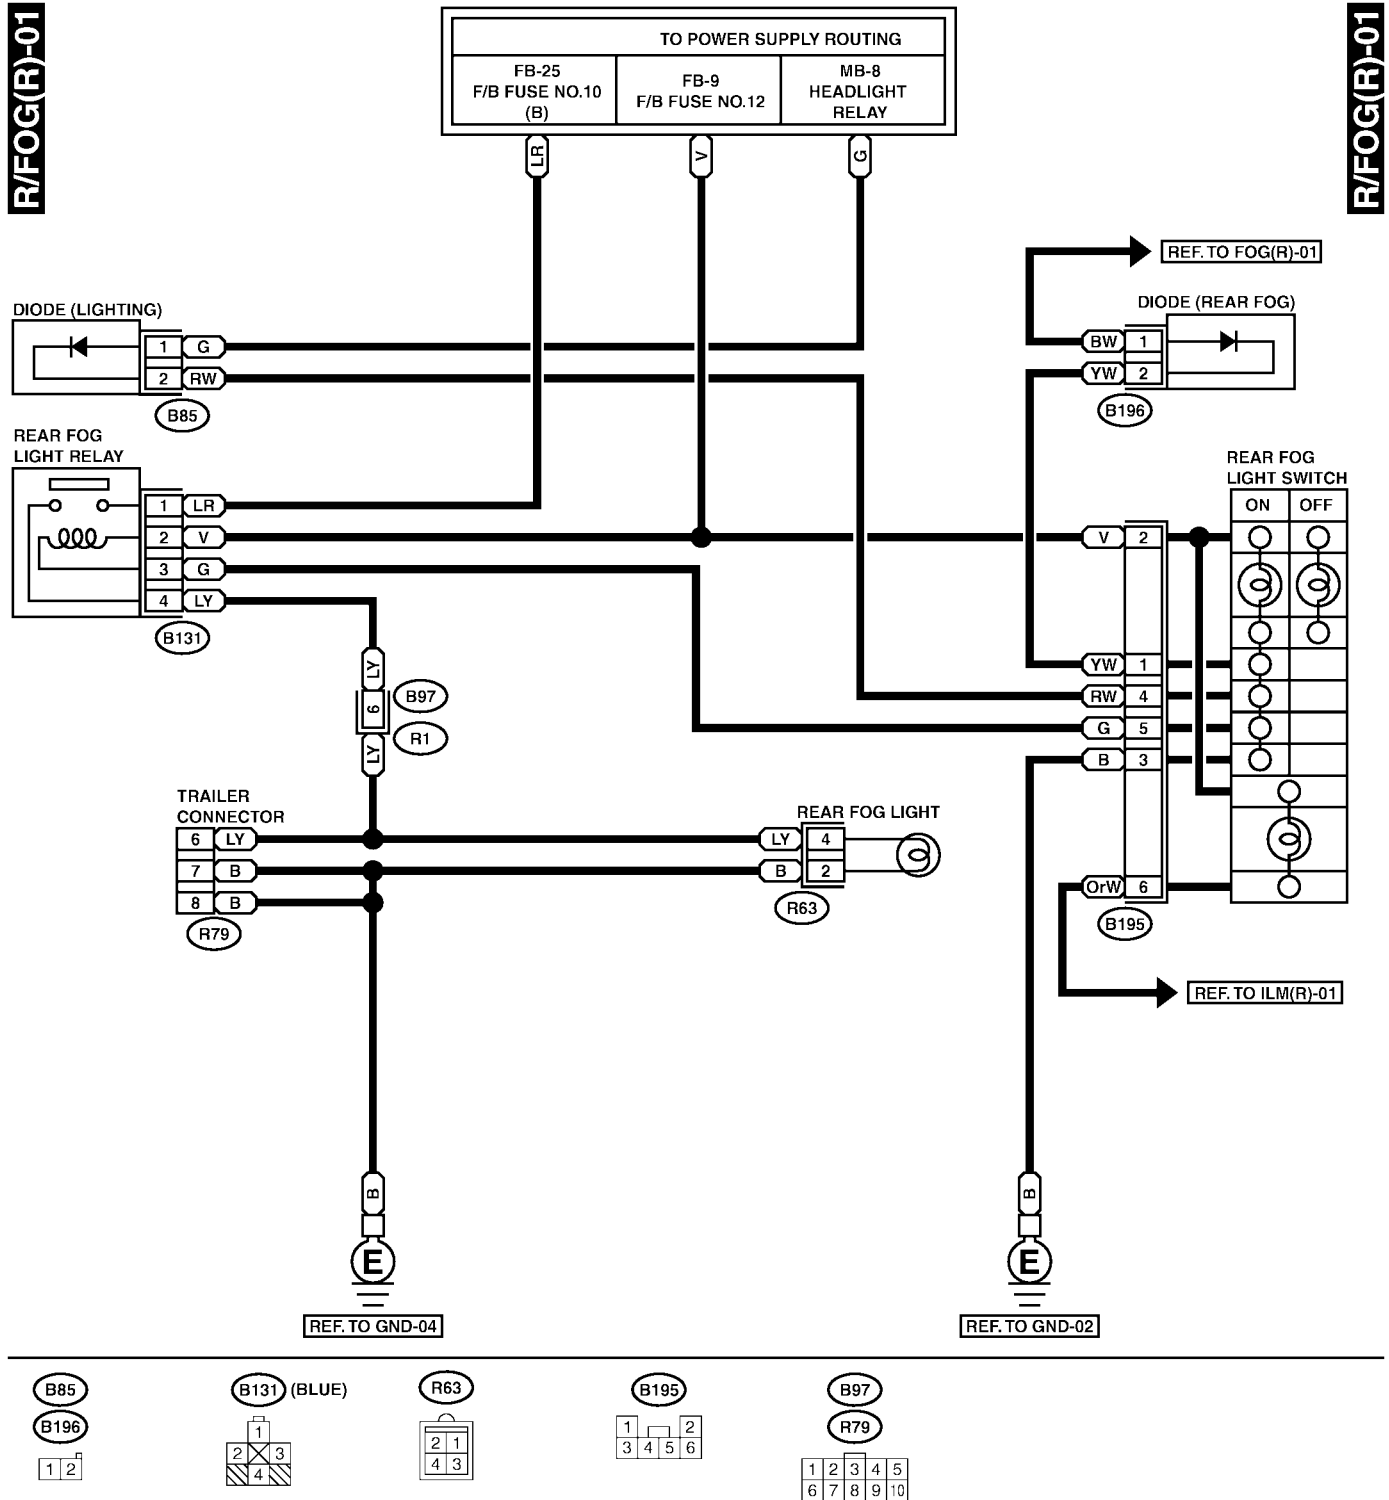 R/FOG(R)-01
R/FOG(R)-01
TO POWER SUPPLY ROUTING
FB-25
F/B FUSE NO.10
(B)
FB-9
F/B FUSE NO.12
MB-8
HEADLIGHT
RELAY
LR
V
G
REF. TO FOG(R)-01
DIODE (LIGHTING)
1 G
2 RW
B85
DIODE (REAR FOG)
BW 1
YW 2
B196
REAR FOG
LIGHT RELAY
1 LR
2 V
3 G
4 LY
B131
REAR FOG
LIGHT SWITCH
ON OFF
V 2
YW 1
RW 4
G 5
B 3
OrW 6
B195
LY
6
B97
R1
LY
TRAILER
CONNECTOR
6 LY
7 B
8 B
R79
REAR FOG LIGHT
LY 4
B 2
R63
REF. TO ILM(R)-01
B
E
REF. TO GND-04
B
E
REF. TO GND-02
B85
B196
1 2
B131 (BLUE)
1
2 3
4
R63
2 1
4 3
B195
1 2
3 4 5 6
B97
R79
1 2 3 4 5
6 7 8 9 10